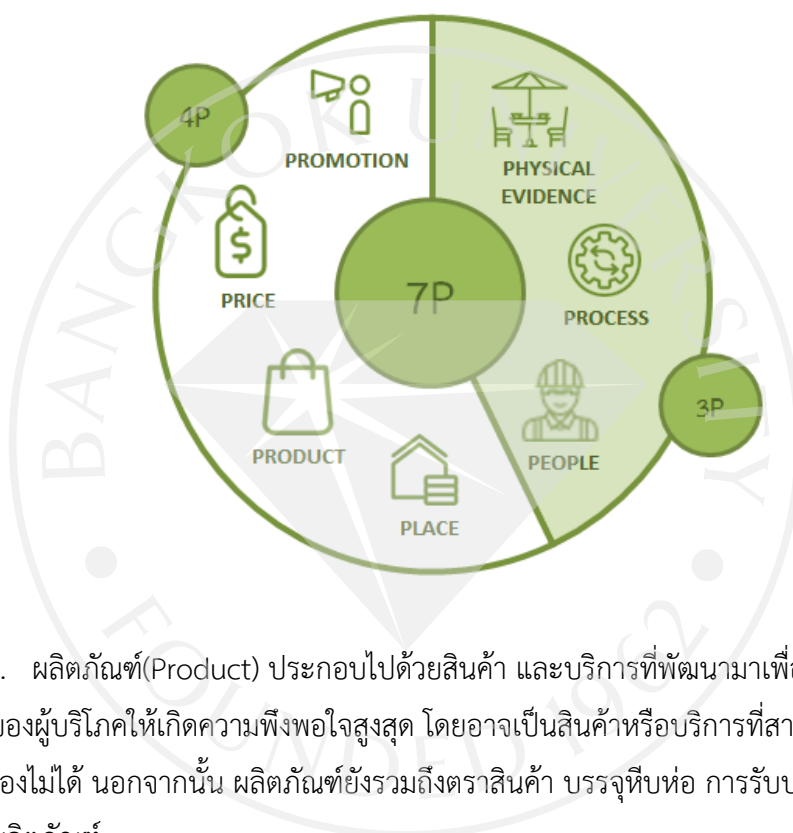 4P
PROMOTION
PHYSICAL
EVIDENCE
PRICE
7P
PROCESS
3P
PRODUCT
PEOPLE
PLACE
BANGKOK UNIVERSITY
FOUNDED 1962
. ผลิตภัณฑ์(Product) ประกอบไปด้วยสินค้า และบริการที่พัฒนามาเพื่อ
ของผู้บริโภคให้เกิดความพึงพอใจสูงสุด โดยอาจเป็นสินค้าหรือบริการที่สา
องไม่ได้ นอกจากนั้น ผลิตภัณฑ์ยังรวมถึงตราสินค้า บรรจุหีบห่อ การรับป